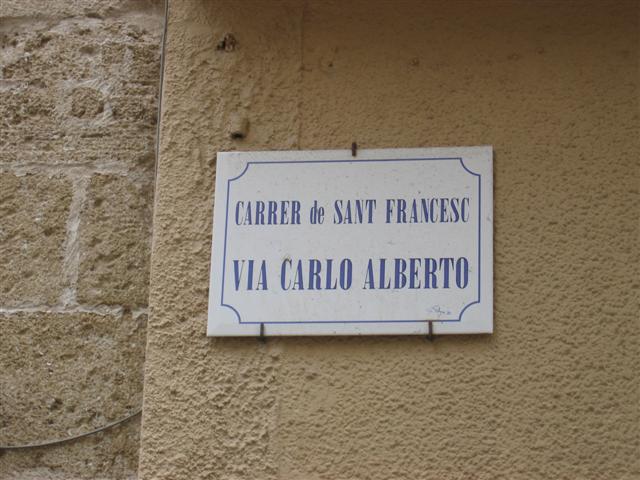 CARRER de SANT FRANCESC
VIA CARLO ALBERTO